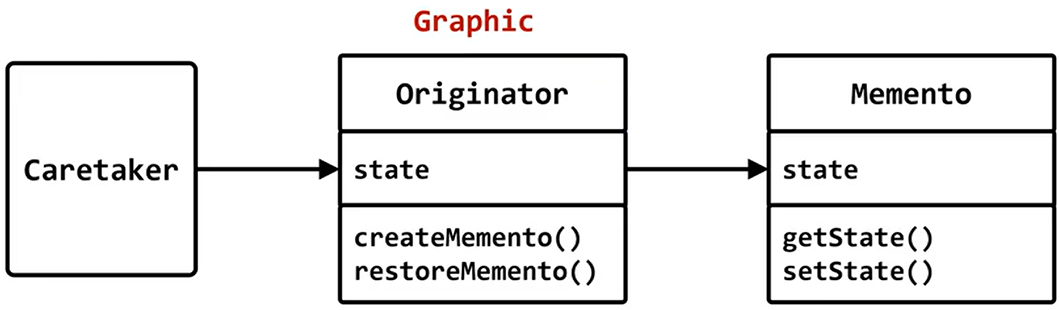 Graphic
Caretaker
Originator
state
createMemento()
restoreMemento()
Memento
state
getState()
setState()